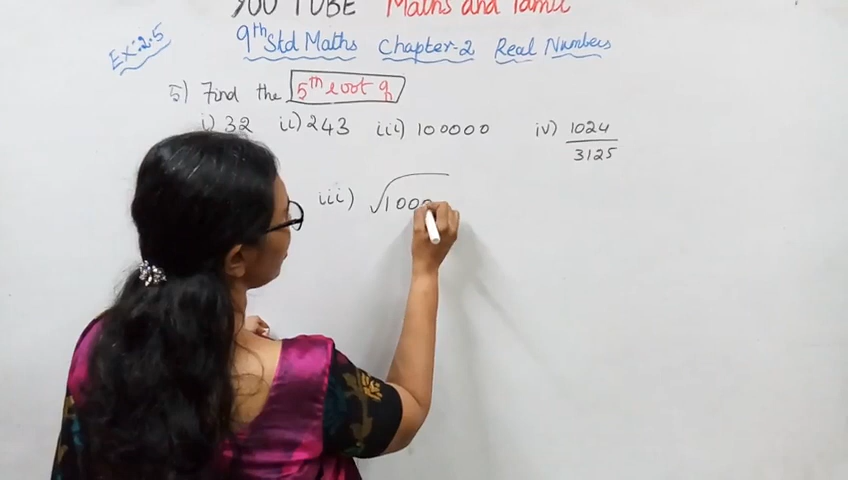 YOU TUBE Maths and Tamil
Ex:2.5 9th Std Maths Chapter-2 Real Numbers
5) Find the 5th root of
i) 32 ii) 243 iii) 100000 iv) 1024/3125
iii) √1000